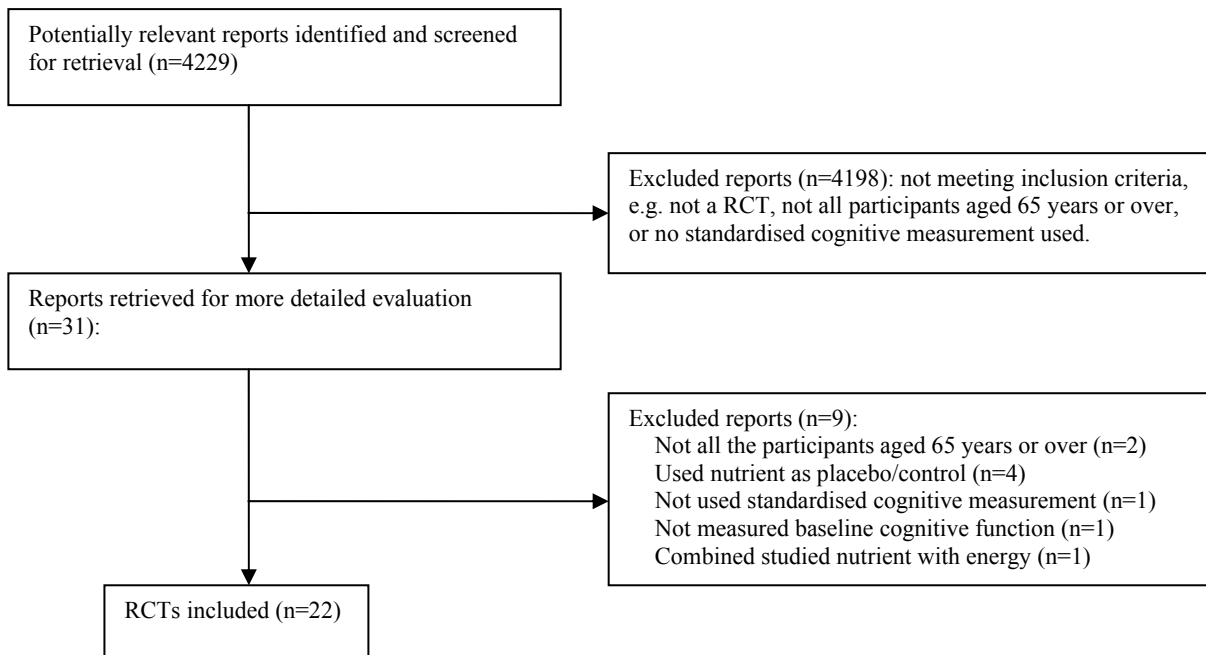 Potentially relevant reports identified and screened
for retrieval (n=4229)
Excluded reports (n=4198): not meeting inclusion criteria,
e.g. not a RCT, not all participants aged 65 years or over,
or no standardised cognitive measurement used.
Reports retrieved for more detailed evaluation
(n=31):
Excluded reports (n=9):
Not all the participants aged 65 years or over (n=2)
Used nutrient as placebo/control (n=4)
Not used standardised cognitive measurement (n=1)
Not measured baseline cognitive function (n=1)
Combined studied nutrient with energy (n=1)
RCTs included (n=22)